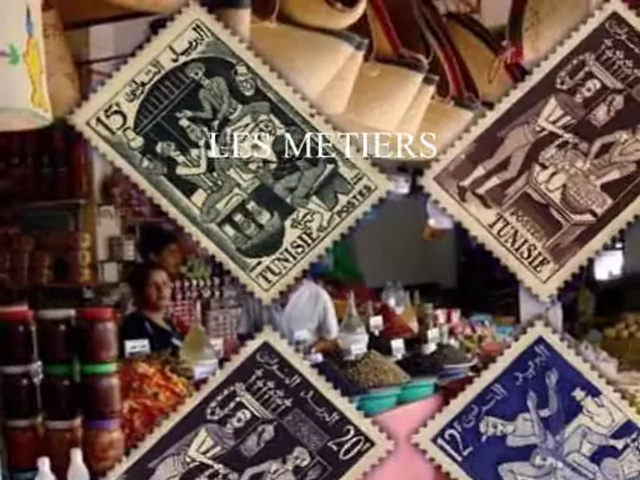 البريد التونسي
15
LES METIERS
POSTES
TUNISIE
POSTES
TUNISIE
البريد التونسي
20
البريد التونسي
12